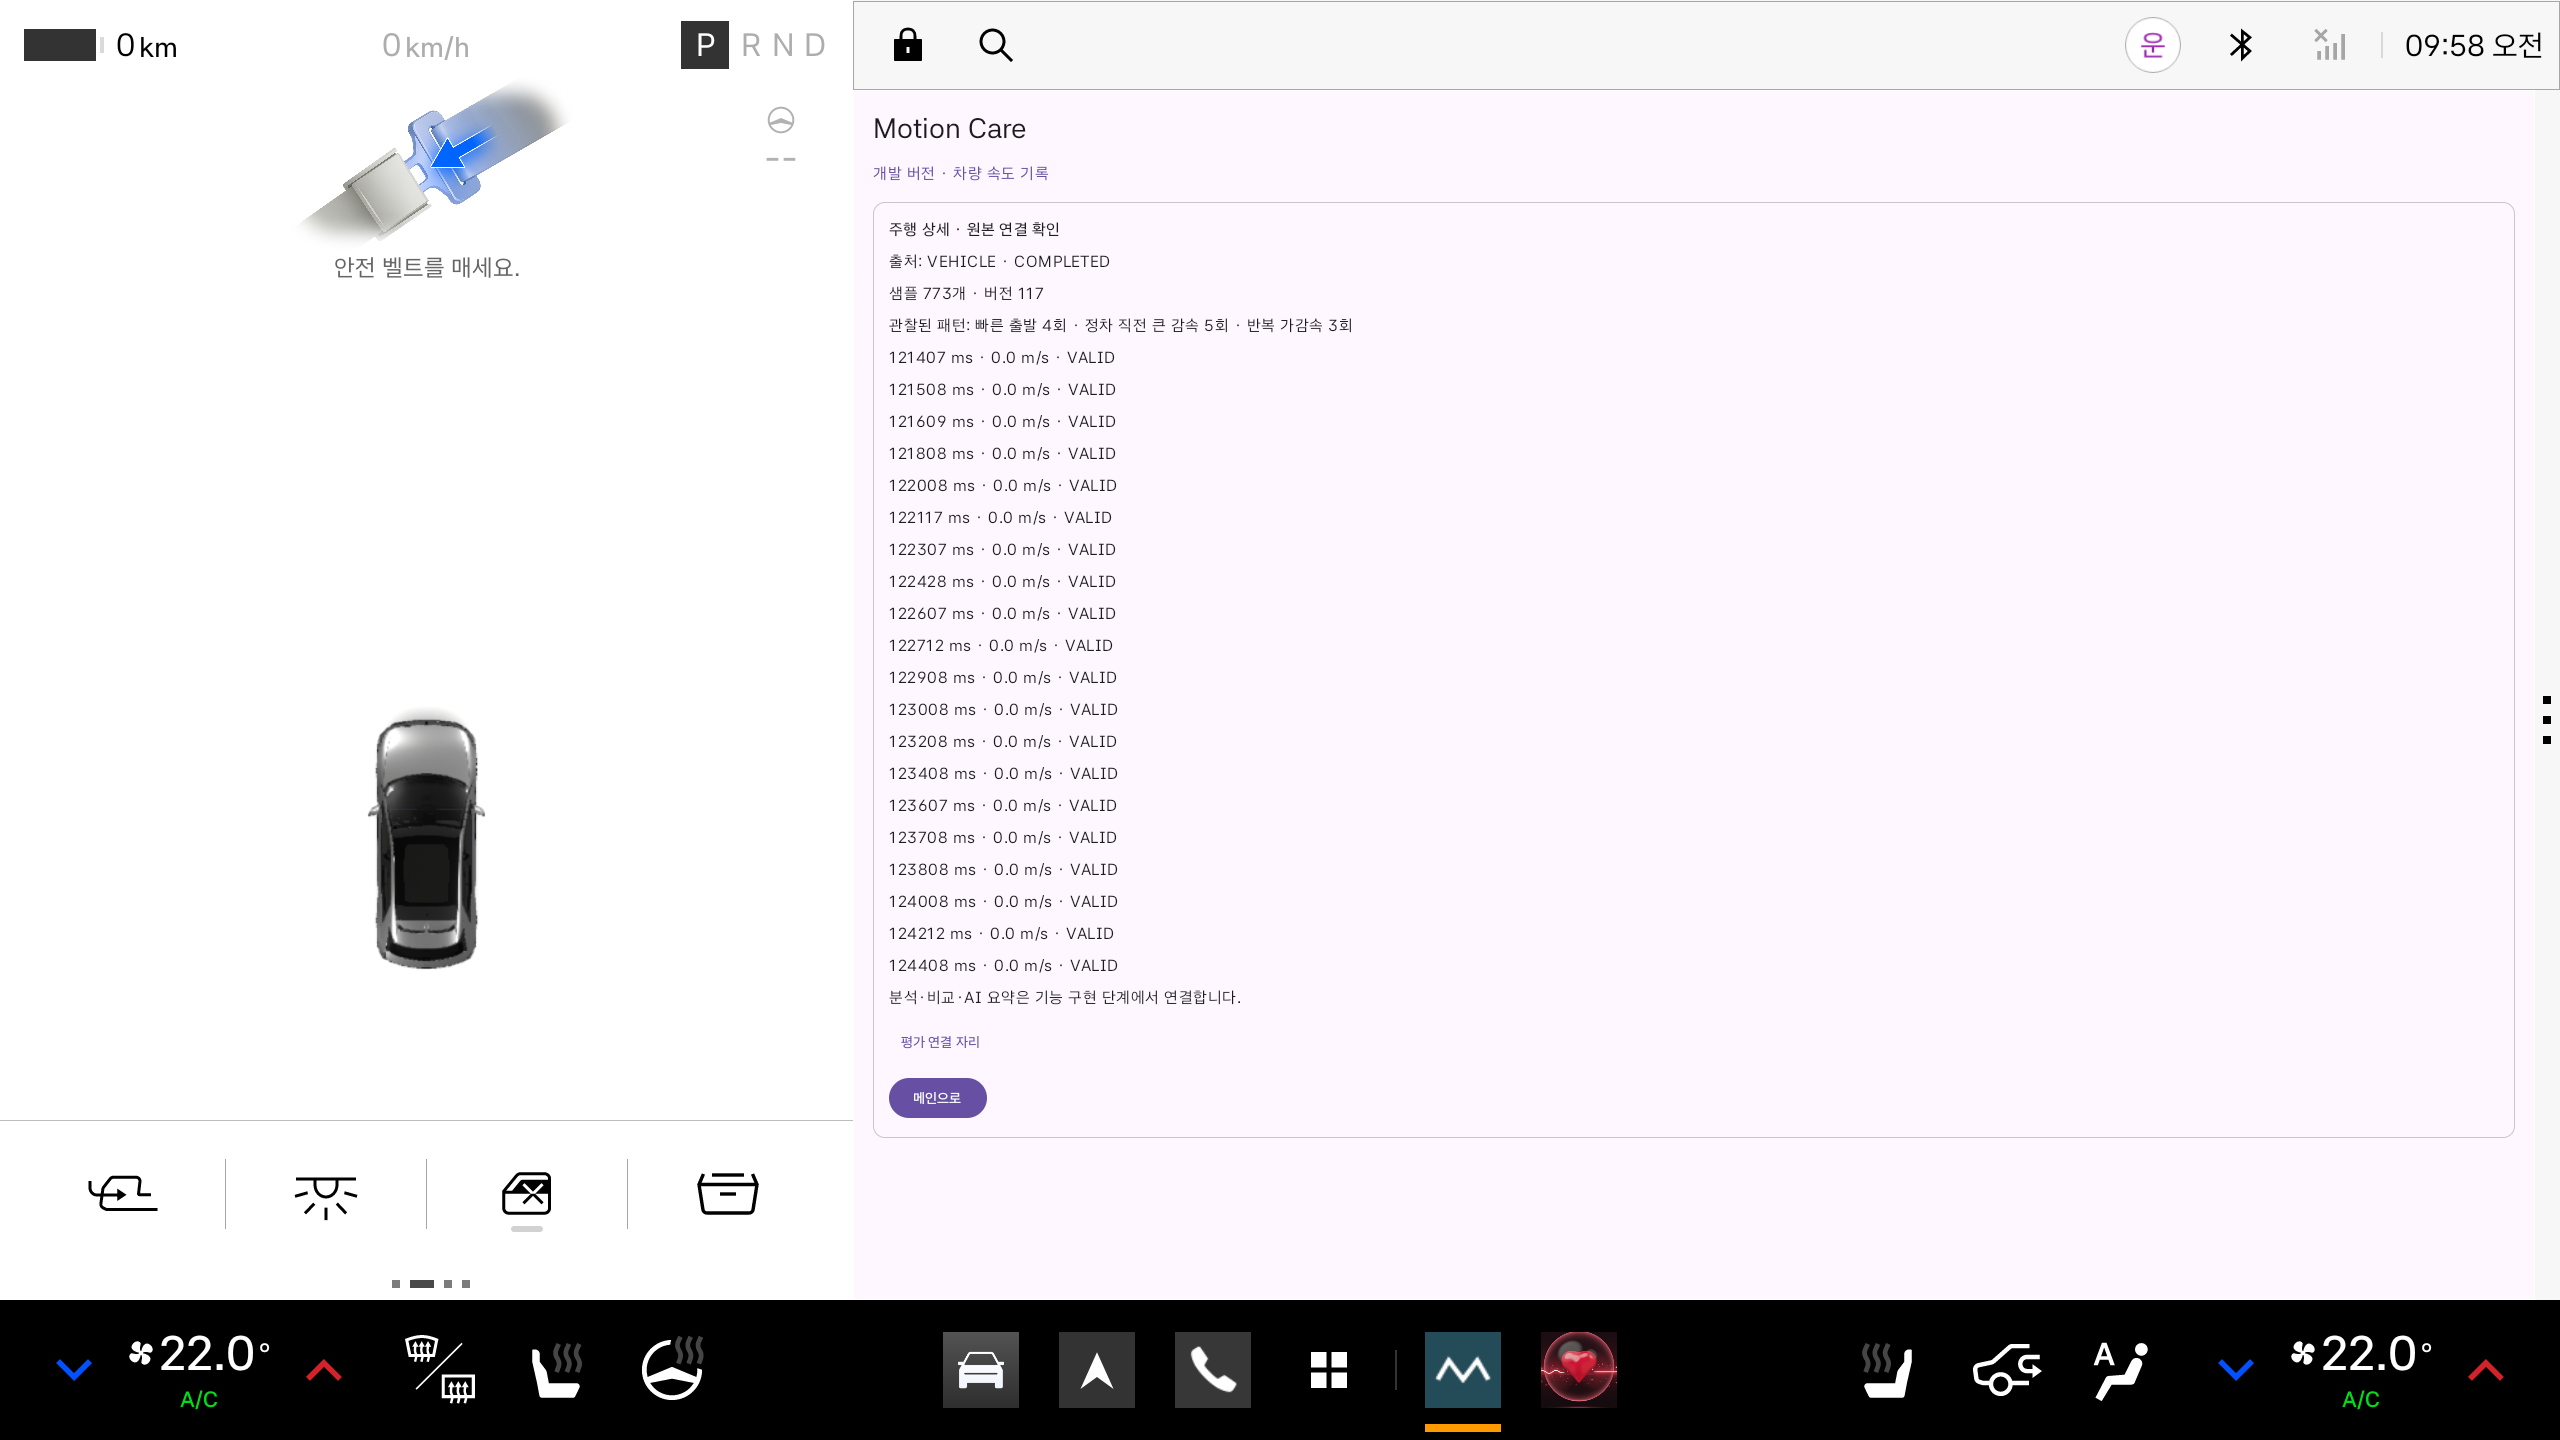 0 km
0 km/h
P R N D
안전 벨트를 매세요.
운
09:58 오전
Motion Care
개발 버전 · 차량 속도 기록
주행 상세 · 원본 연결 확인
출처: VEHICLE · COMPLETED
샘플 773개 · 버전 117
관찰된 패턴: 빠른 출발 4회 · 정차 직전 큰 감속 5회 · 반복 가감속 3회
121407 ms · 0.0 m/s · VALID
121508 ms · 0.0 m/s · VALID
121609 ms · 0.0 m/s · VALID
121808 ms · 0.0 m/s · VALID
122008 ms · 0.0 m/s · VALID
122117 ms · 0.0 m/s · VALID
122307 ms · 0.0 m/s · VALID
122428 ms · 0.0 m/s · VALID
122607 ms · 0.0 m/s · VALID
122712 ms · 0.0 m/s · VALID
122908 ms · 0.0 m/s · VALID
123008 ms · 0.0 m/s · VALID
123208 ms · 0.0 m/s · VALID
123408 ms · 0.0 m/s · VALID
123607 ms · 0.0 m/s · VALID
123708 ms · 0.0 m/s · VALID
123808 ms · 0.0 m/s · VALID
124008 ms · 0.0 m/s · VALID
124212 ms · 0.0 m/s · VALID
124408 ms · 0.0 m/s · VALID
분석·비교·AI 요약은 기능 구현 단계에서 연결합니다.
평가 연결 자리
메인으로
22.0°
A/C
A
22.0°
A/C